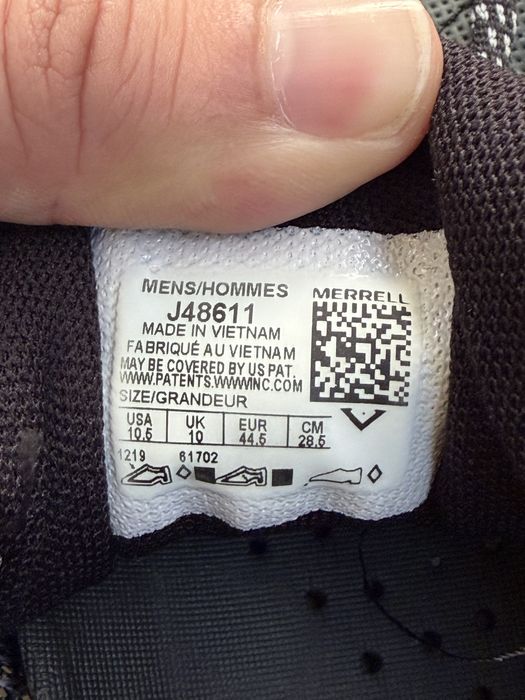 MENS/HOMMES
MERRELL
J48611
MADE IN VIETNAM
FABRIQUÉ AU VIETNAM
MAY BE COVERED BY US PAT.
WWW.PATENTS.WWWINC.COM
SIZE/GRANDEUR
USA UK EUR CM
10.5 10 44.5 28.5
1219 61702